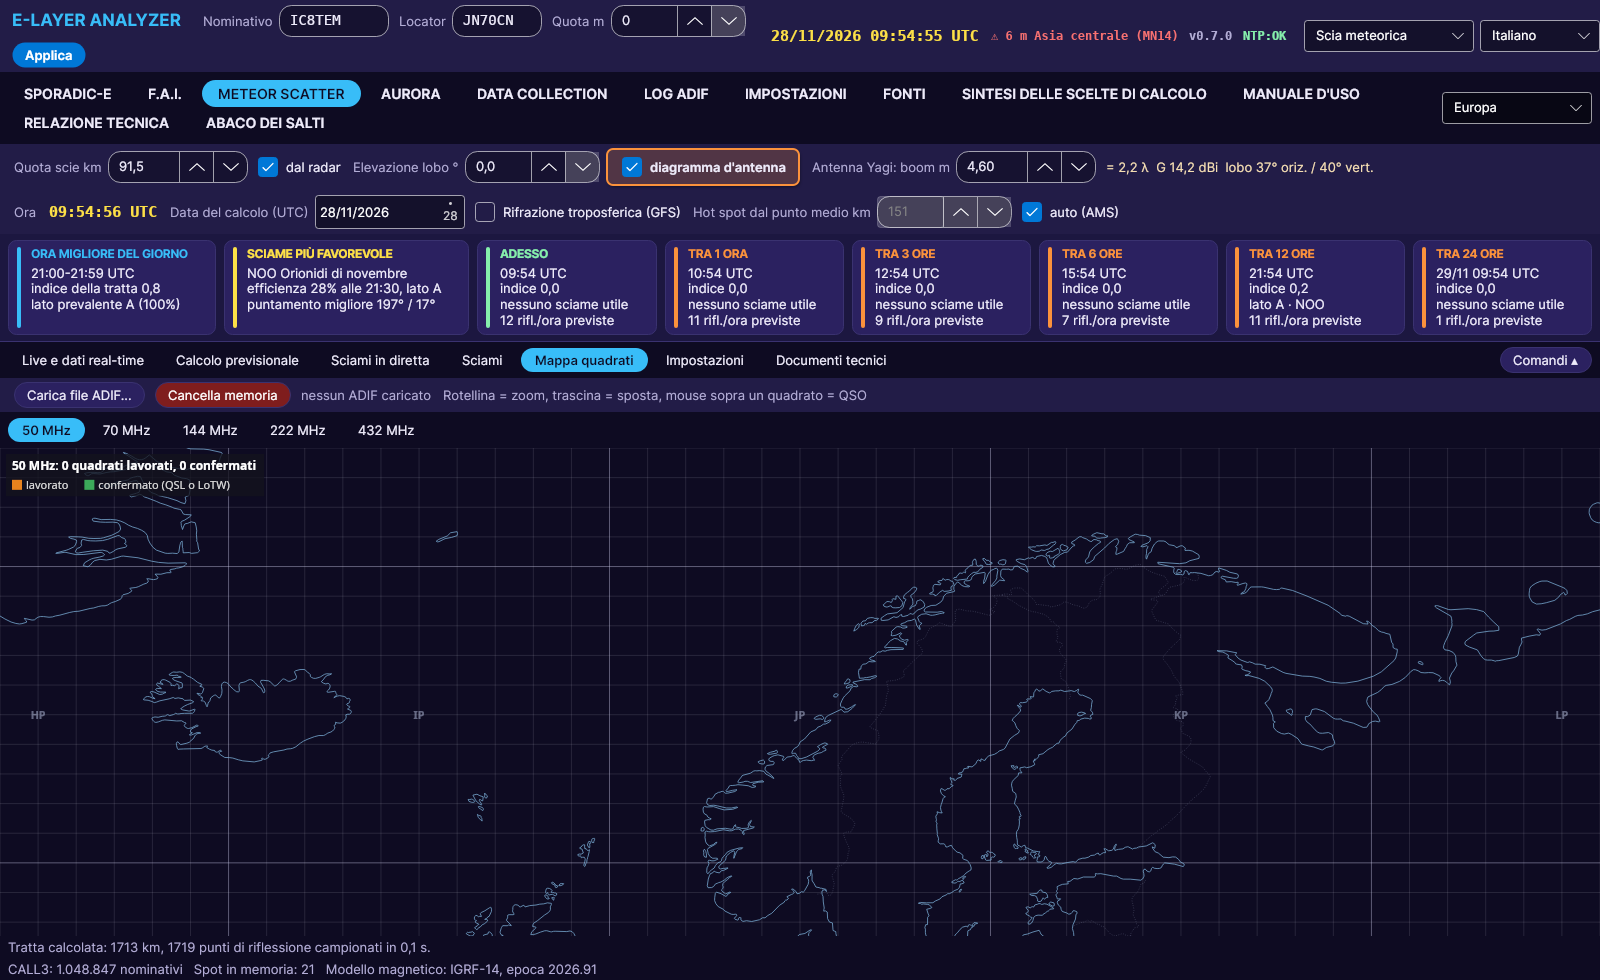 E-LAYER ANALYZER Nominativo IC8TEM Locator JN70CN Quota m 0
28/11/2026 09:54:55 UTC ⚠ 6 m Asia centrale (MN14) v0.7.0 NTP:OK Scia meteorica Italiano
Applica
SPORADIC-E F.A.I. METEOR SCATTER AURORA DATA COLLECTION LOG ADIF IMPOSTAZIONI FONTI SINTESI DELLE SCELTE DI CALCOLO MANUALE D'USO
RELAZIONE TECNICA ABACO DEI SALTI
Europa
Quota scie km 91,5 dal radar Elevazione lobo ° 0,0 diagramma d'antenna Antenna Yagi: boom m 4,60 = 2,2 λ G 14,2 dBi lobo 37° oriz. / 40° vert.
Ora 09:54:56 UTC Data del calcolo (UTC) 28/11/2026 28 Rifrazione troposferica (GFS) Hot spot dal punto medio km 151 auto (AMS)
ORA MIGLIORE DEL GIORNO
21:00-21:59 UTC
indice della tratta 0,8
lato prevalente A (100%)
SCIAME PIÙ FAVOREVOLE
NOO Orionidi di novembre
efficienza 28% alle 21:30, lato A
puntamento migliore 197° / 17°
ADESSO
09:54 UTC
indice 0,0
nessuno sciame utile
12 rifl./ora previste
TRA 1 ORA
10:54 UTC
indice 0,0
nessuno sciame utile
11 rifl./ora previste
TRA 3 ORE
12:54 UTC
indice 0,0
nessuno sciame utile
9 rifl./ora previste
TRA 6 ORE
15:54 UTC
indice 0,0
nessuno sciame utile
7 rifl./ora previste
TRA 12 ORE
21:54 UTC
indice 0,2
lato A · NOO
11 rifl./ora previste
TRA 24 ORE
29/11 09:54 UTC
indice 0,0
nessuno sciame utile
1 rifl./ora previste
Live e dati real-time Calcolo previsionale Sciami in diretta Sciami Mappa quadrati Impostazioni Documenti tecnici Comandi ▴
Carica file ADIF... Cancella memoria nessun ADIF caricato Rotellina = zoom, trascina = sposta, mouse sopra un quadrato = QSO
50 MHz 70 MHz 144 MHz 222 MHz 432 MHz
50 MHz: 0 quadrati lavorati, 0 confermati
lavorato confermato (QSL o LoTW)
HP IP JP KP LP
Tratta calcolata: 1713 km, 1719 punti di riflessione campionati in 0,1 s.
CALL3: 1.048.847 nominativi Spot in memoria: 21 Modello magnetico: IGRF-14, epoca 2026.91